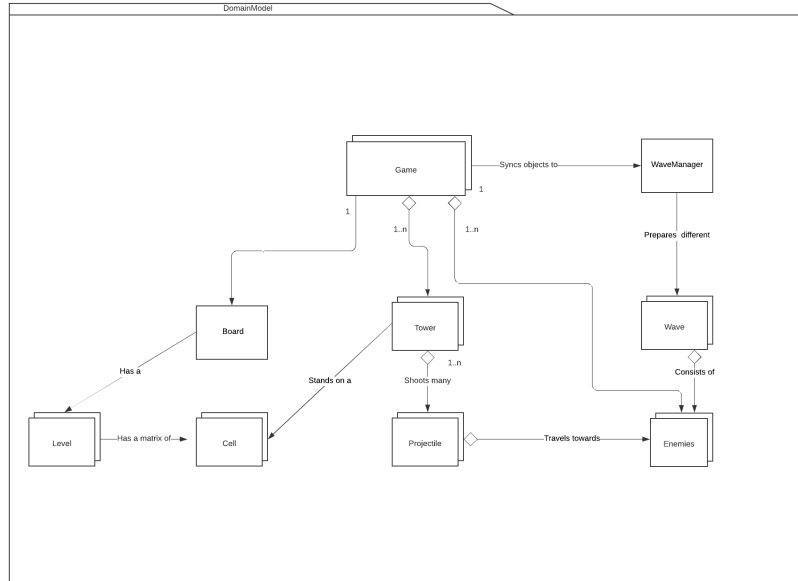 DomainModel
Game
Syncs objects to
WaveManager
1
1
1..n
1..n
Prepares different
Board
Tower
Wave
1..n
Has a
Stands on a
Shoots many
Consists of
Level
Has a matrix of
Cell
Projectile
Travels towards
Enemies